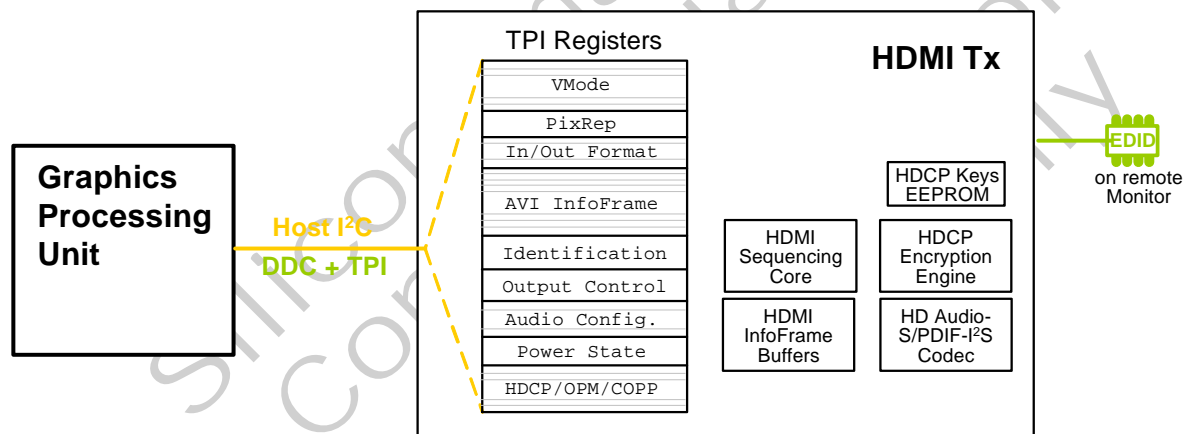 TPI Registers
HDMI Tx
VMode
PixRep
In/Out Format
AVI InfoFrame
Identification
Output Control
Audio Config.
Power State
HDCP/OPM/COPP
Graphics
Processing
Unit
Host I²C
DDC + TPI
HDCP Keys
EEPROM
HDMI
Sequencing
Core
HDCP
Encryption
Engine
HDMI
InfoFrame
Buffers
HD Audio-
S/PDIF-I²S
Codec
EDID
on remote
Monitor